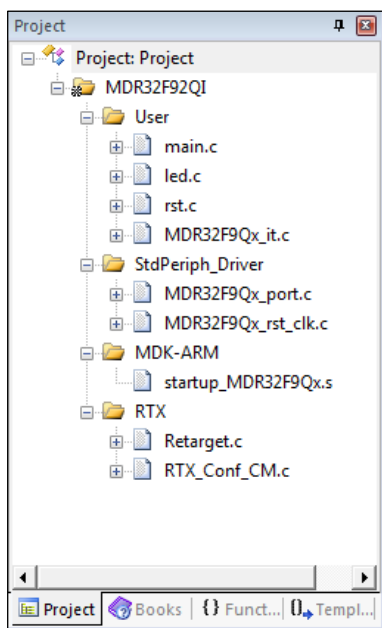 Project
Project: Project
MDR32F92QI
User
main.c
led.c
rst.c
MDR32F9Qx_it.c
StdPeriph_Driver
MDR32F9Qx_port.c
MDR32F9Qx_rst_clk.c
MDK-ARM
startup_MDR32F9Qx.s
RTX
Retarget.c
RTX_Conf_CM.c
Project Books {} Funct... 0 Templ...